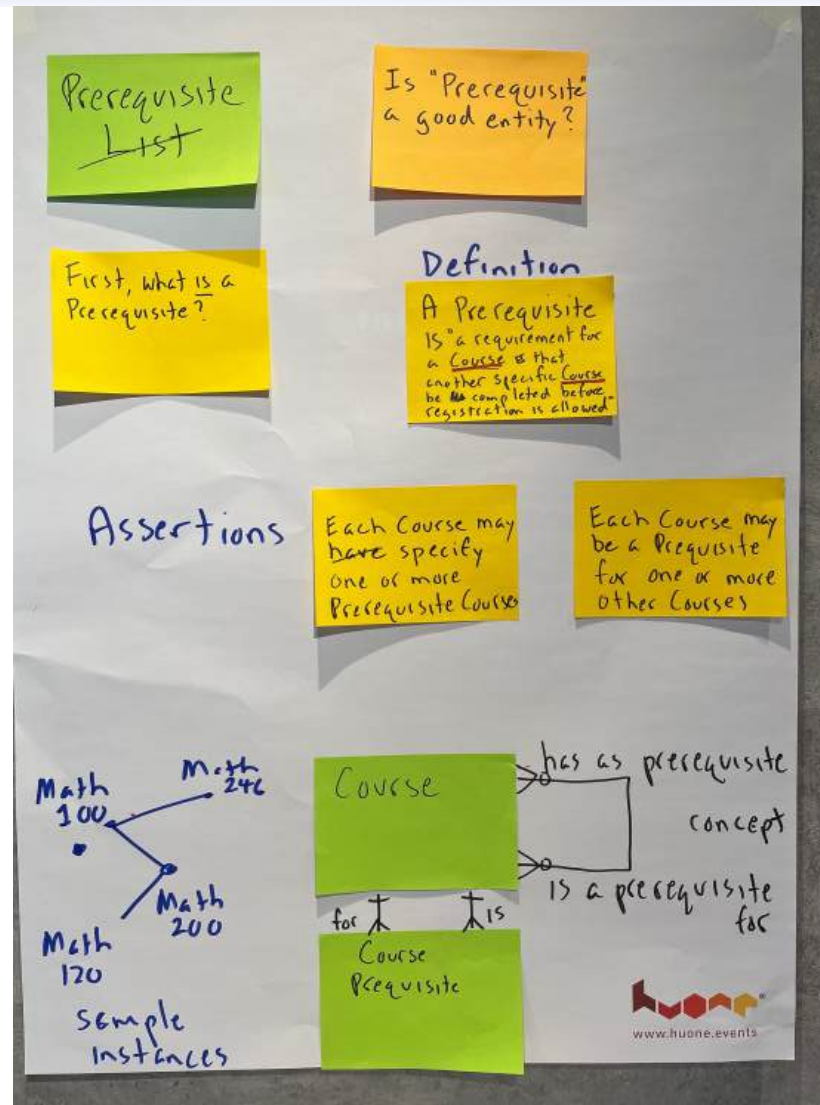 Prerequisite
List
Is "Prerequisite"
a good entity?
First, what is a
Prerequisite?
Definition
A Prerequisite
is "a requirement for
a Course that
another specific Course
be completed before
registration is allowed"
Assertions
Each Course may
have specify
one or more
Prerequisite Courses
Each Course may
be a Prequisite
for one or more
other Courses
Math
100
Math
246
Math
200
Math
120
Sample
instances
Course
has as prerequisite
concept
is a prerequisite
for
for
is
Course
Prequisite
huone
www.huone.events